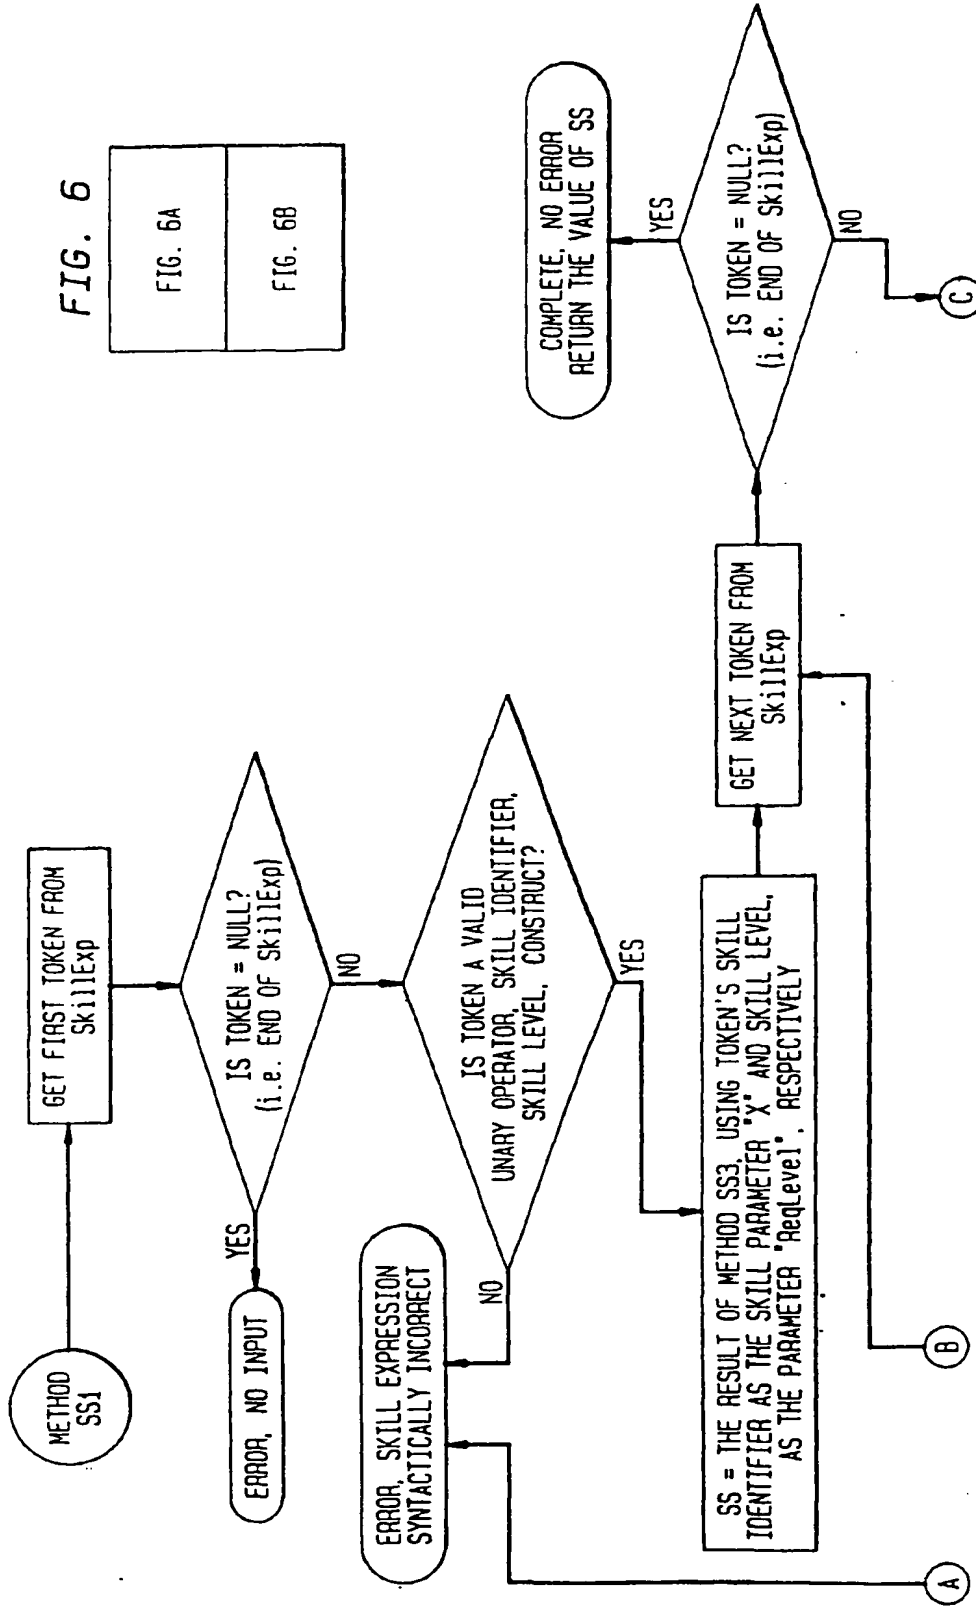 FIG. 6
FIG. 6A
FIG. 6B
METHOD
SS1
GET FIRST TOKEN FROM
SkillExp
IS TOKEN = NULL?
(i.e. END OF SkillExp)
YES
NO
ERROR, NO INPUT
IS TOKEN A VALID
UNARY OPERATOR, SKILL IDENTIFIER,
SKILL LEVEL, CONSTRUCT?
NO
YES
ERROR, SKILL EXPRESSION
SYNTACTICALLY INCORRECT
SS = THE RESULT OF METHOD SS3, USING TOKEN'S SKILL
IDENTIFIER AS THE SKILL PARAMETER "X" AND SKILL LEVEL,
AS THE PARAMETER "ReqLevel", RESPECTIVELY
GET NEXT TOKEN FROM
SkillExp
IS TOKEN = NULL?
(i.e. END OF SkillExp)
YES
NO
COMPLETE, NO ERROR
RETURN THE VALUE OF SS
A
B
C